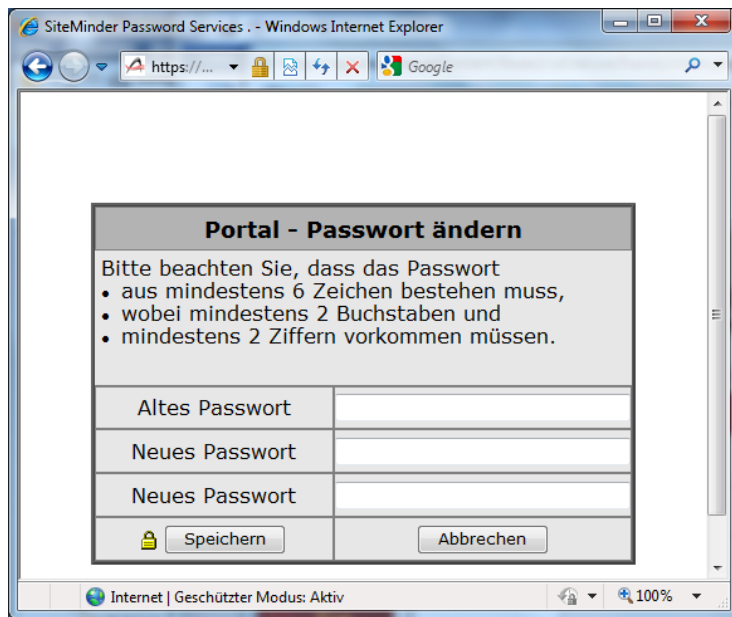 SiteMinder Password Services . - Windows Internet Explorer
https://...
Google
Portal - Passwort ändern
Bitte beachten Sie, dass das Passwort
• aus mindestens 6 Zeichen bestehen muss,
• wobei mindestens 2 Buchstaben und
• mindestens 2 Ziffern vorkommen müssen.
Altes Passwort
Neues Passwort
Neues Passwort
Speichern
Abbrechen
Internet | Geschützter Modus: Aktiv
100%